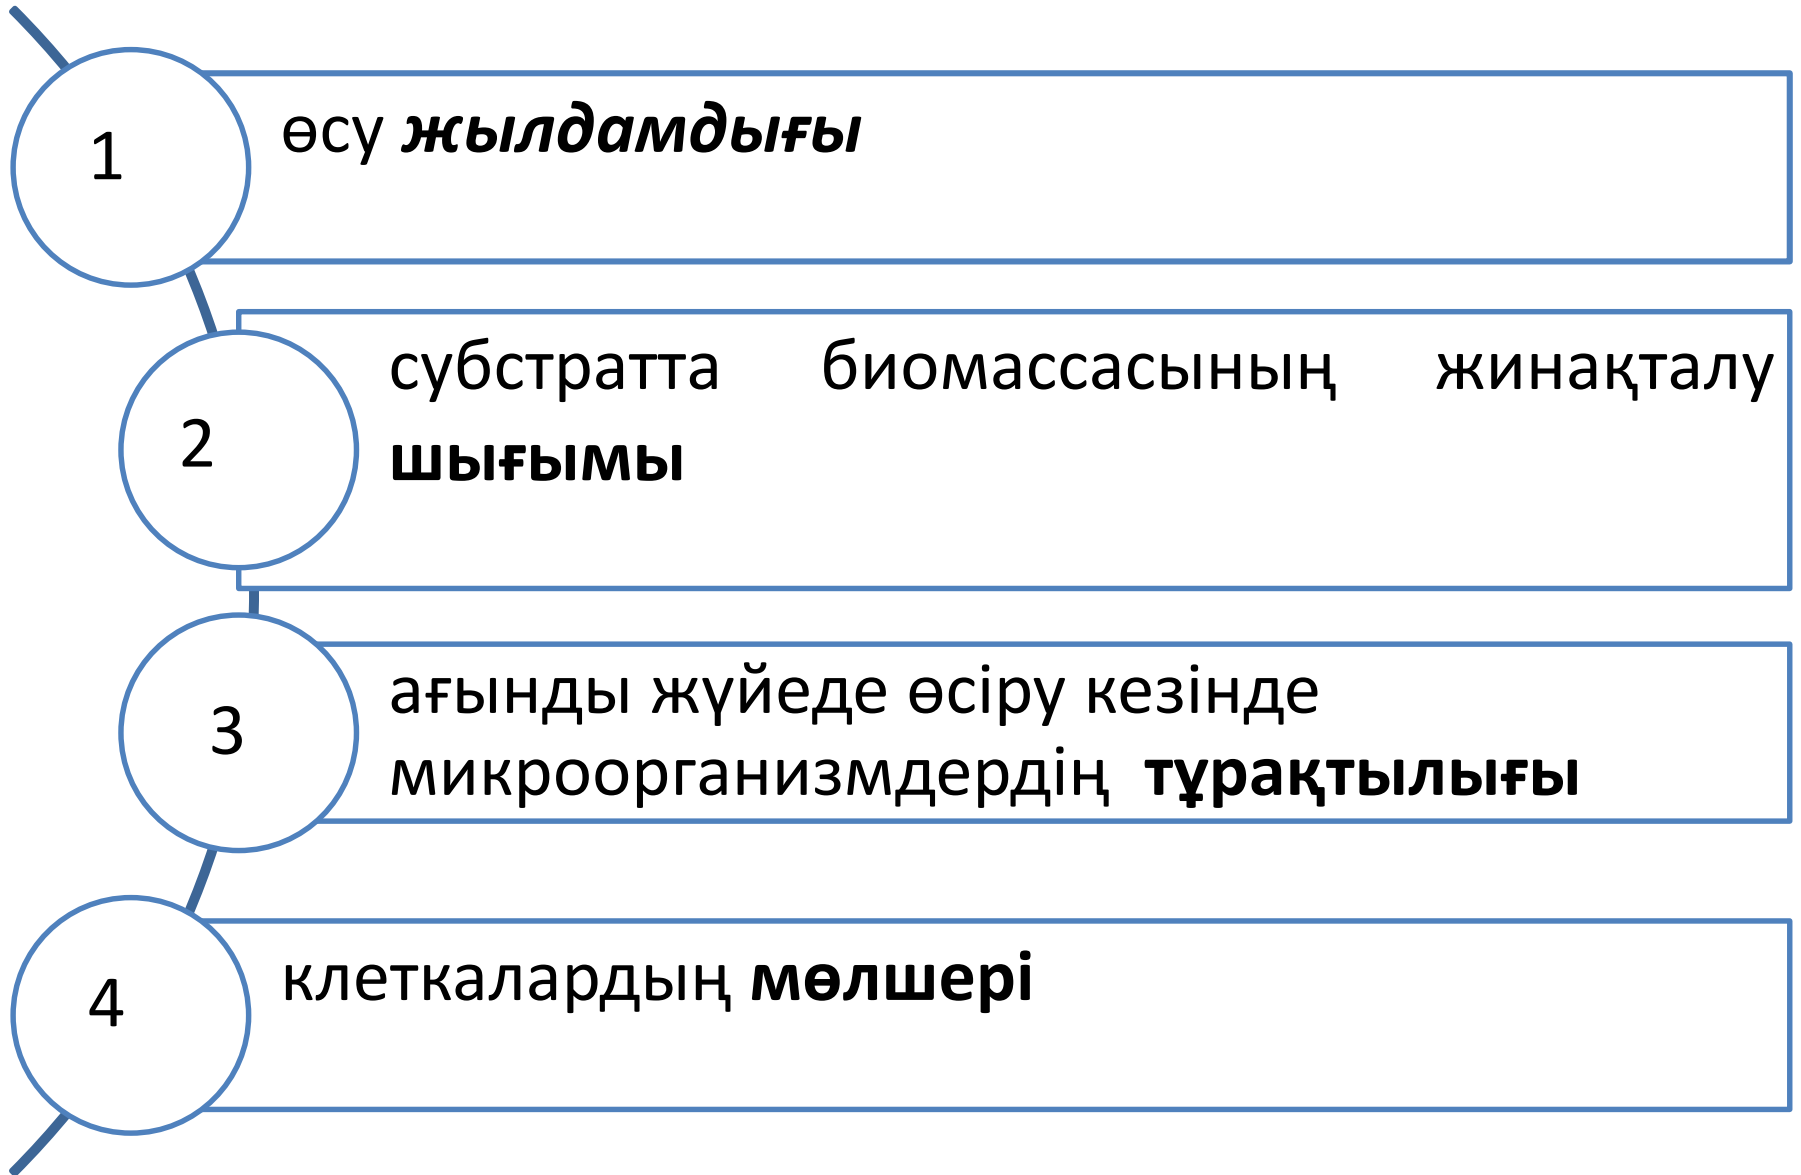 1
өсу жылдамдығы
2
субстратта биомассасының жинақталу
шығымы
3
ағынды жүйеде өсіру кезінде
микроорганизмдердің тұрақтылығы
4
клеткалардың мөлшері